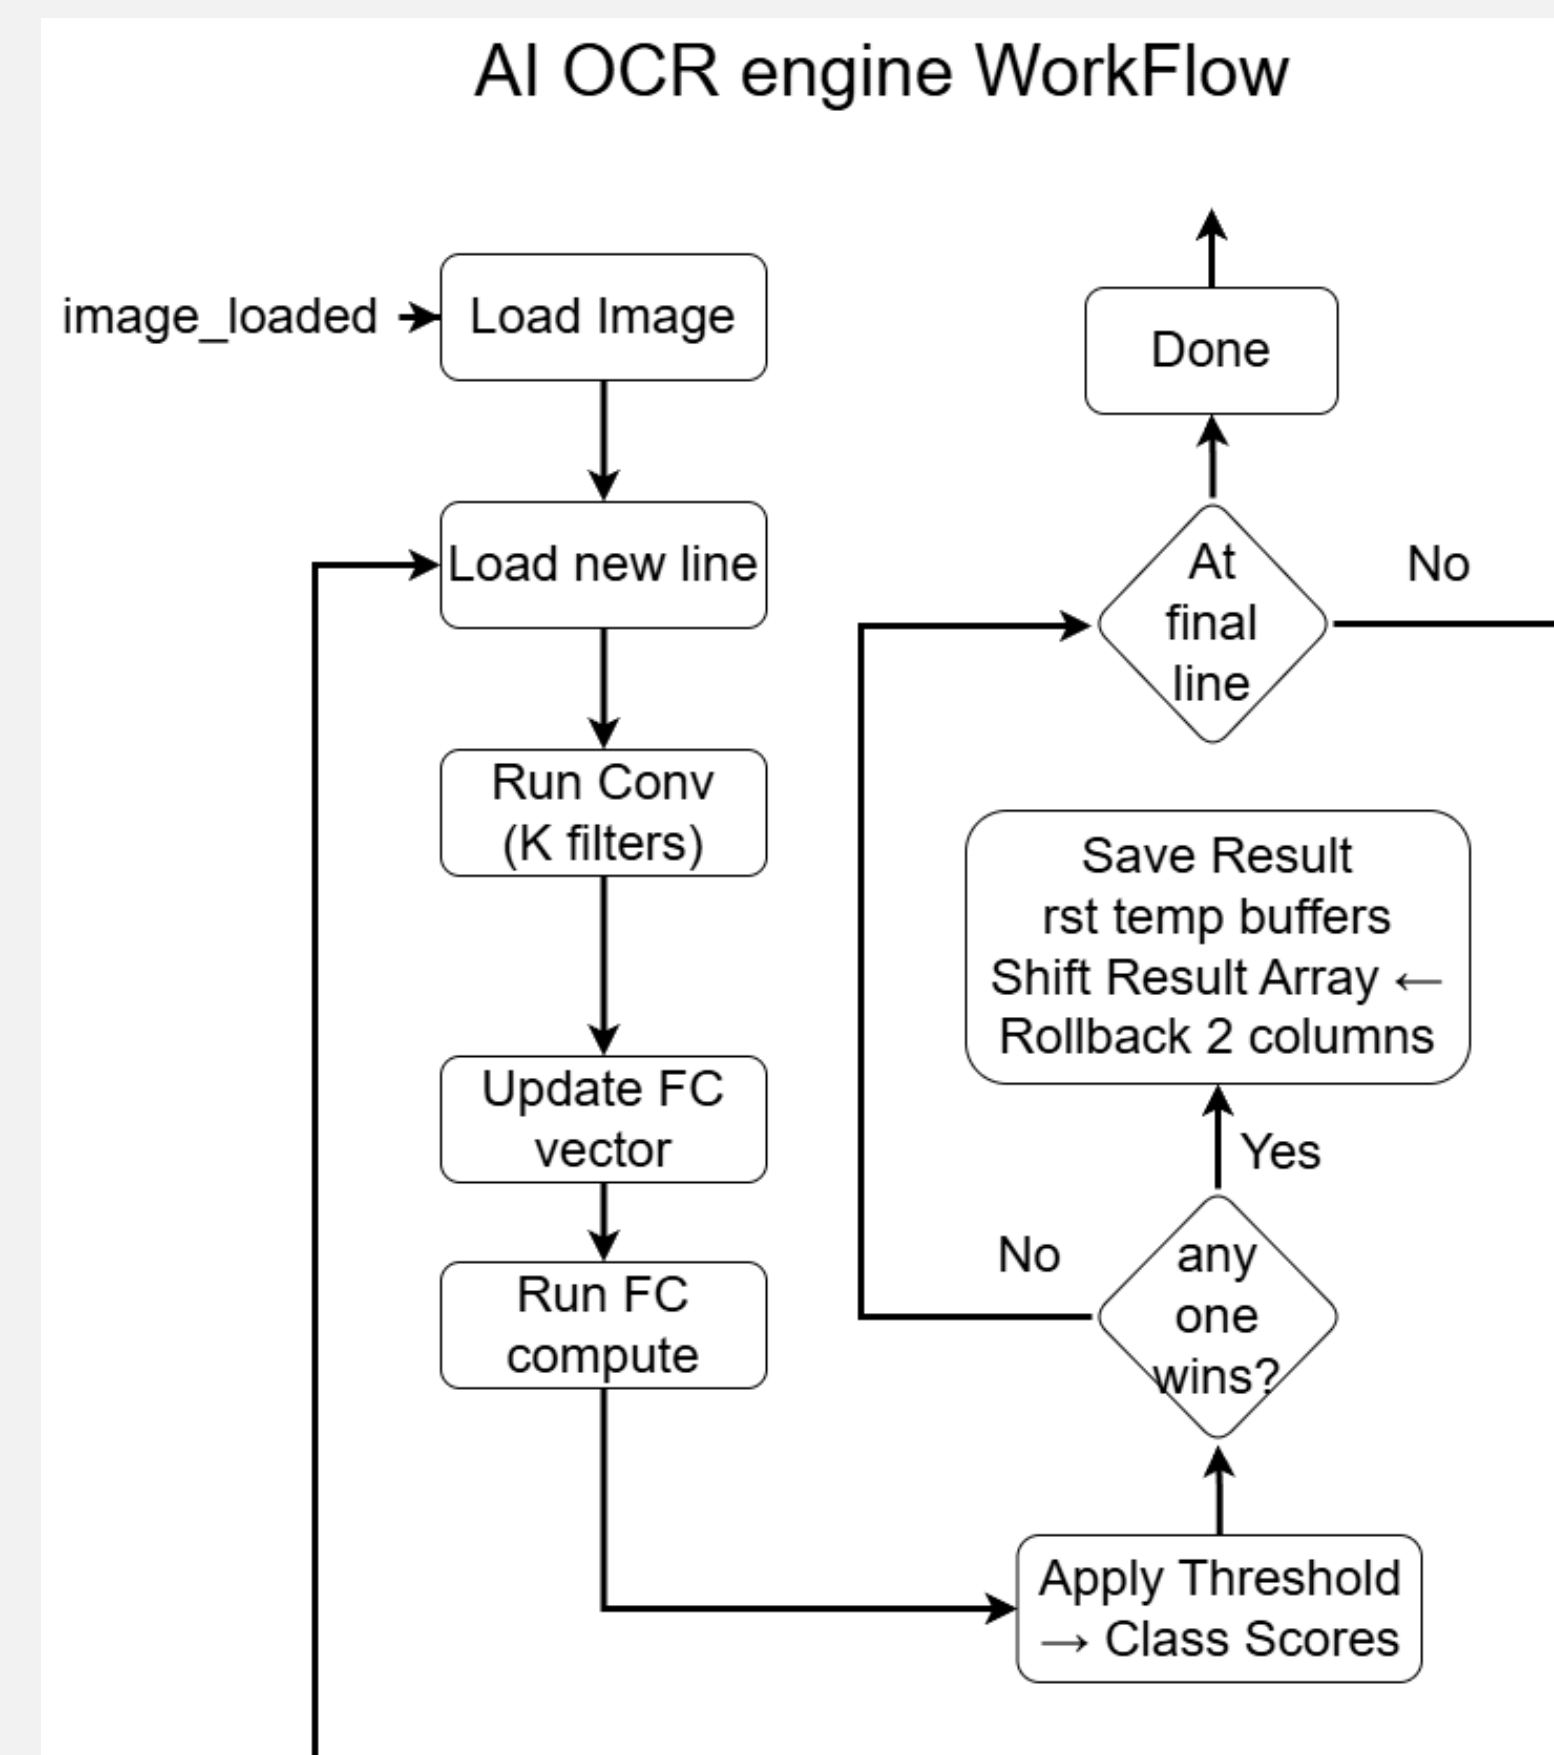 AI OCR engine WorkFlow
image_loaded
Load Image
Load new line
Run Conv
(K filters)
Update FC
vector
Run FC
compute
Apply Threshold
→ Class Scores
any
one
wins?
No
Yes
Save Result
rst temp buffers
Shift Result Array ←
Rollback 2 columns
At
final
line
No
Done